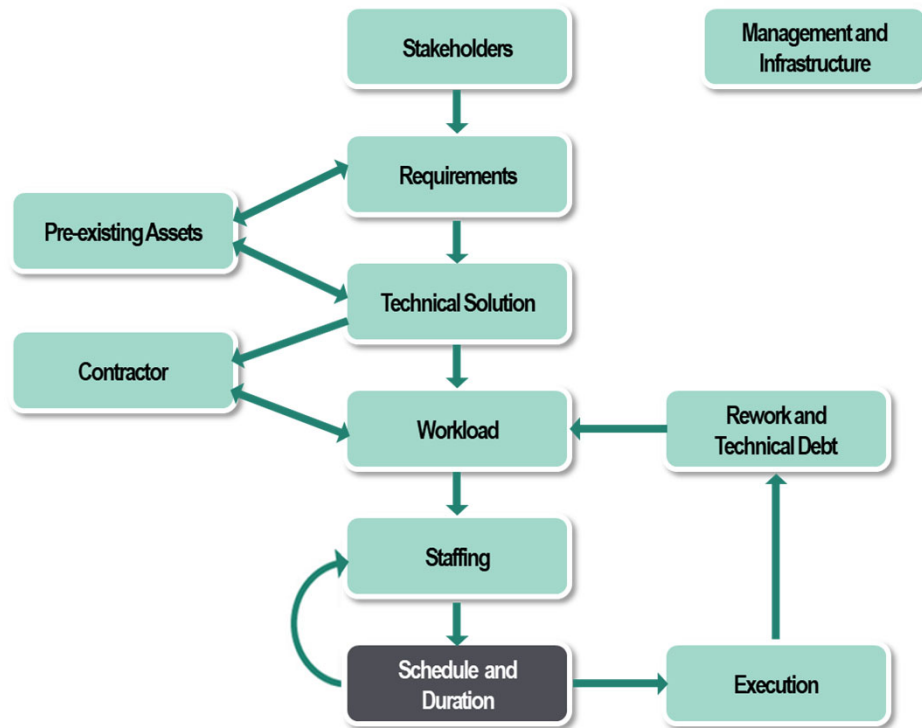 Stakeholders
Management and
Infrastructure
Requirements
Pre-existing Assets
Technical Solution
Contractor
Workload
Rework and
Technical Debt
Staffing
Schedule and
Duration
Execution